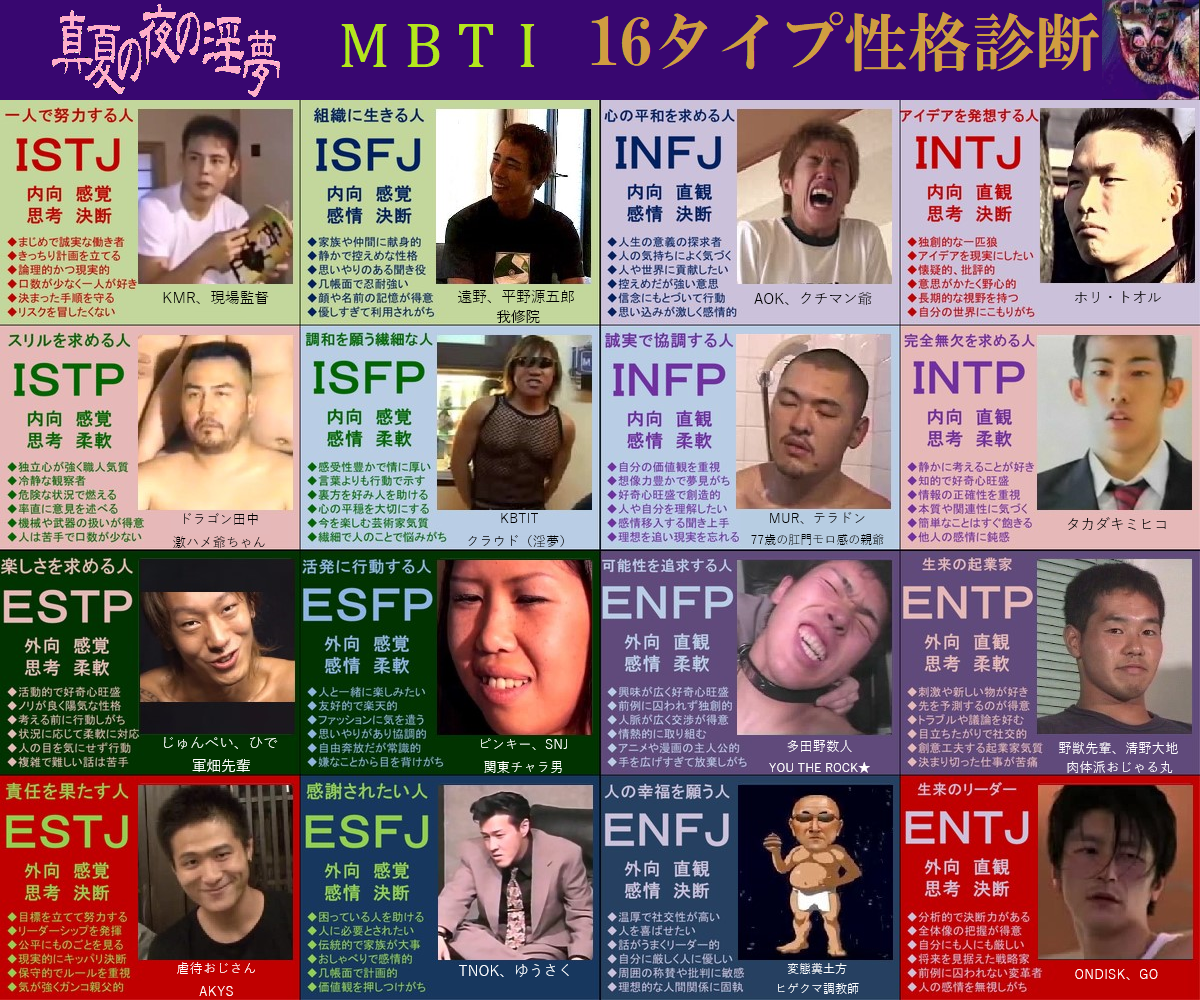 真夏の夜の淫夢
MBTI
16タイプ性格診断
一人で努力する人
ISTJ
内向 感覚
思考 決断
◆まじめで誠実な働き者
◆きっちり計画を立てる
◆論理的かつ現実的
◆口数が少なく一人が好き
◆決まった手順を守る
◆リスクを冒したくない
KMR、現場監督
組織に生きる人
ISFJ
内向 感覚
感情 決断
◆家族や仲間に献身的
◆静かで控えめな性格
◆思いやりのある聞き役
◆几帳面で忍耐強い
◆顔や名前の記憶が得意
◆優しすぎて利用されがち
遠野、平野源五郎
我修院
心の平和を求める人
INFJ
内向 直観
感情 決断
◆人生の意義の探求者
◆人の気持ちによく気づく
◆人や世界に貢献したい
◆控えめだが強い意思
◆信念にもとづいて行動
◆思い込みが激しく感情的
AOK、クチマン爺
アイデアを発想する人
INTJ
内向 直観
思考 決断
◆独創的な一匹狼
◆アイデアを現実にしたい
◆懐疑的、批評的
◆意思がかたく野心的
◆長期的な視野を持つ
◆自分の世界にこもりがち
ホリ・トオル
スリルを求める人
ISTP
内向 感覚
思考 柔軟
◆独立心が強く職人気質
◆冷静な観察者
◆危険な状況で燃える
◆率直に意見を述べる
◆機械や武器の扱いが得意
◆人は苦手で口数が少ない
ドラゴン田中
激ハメ爺ちゃん
調和を願う繊細な人
ISFP
内向 感覚
感情 柔軟
◆感受性豊かで情に厚い
◆言葉よりも行動で示す
◆裏方を好み人を助ける
◆心の平穏を大切にする
◆今を楽しむ芸術家気質
◆繊細で人のことで悩みがち
KBTIT
クラウド（淫夢）
誠実で協調する人
INFP
内向 直観
感情 柔軟
◆自分の価値観を重視
◆想像力豊かで夢見がち
◆好奇心旺盛で創造的
◆人や自分を理解したい
◆感情移入する聞き上手
◆理想を追い現実を忘れる
MUR、テラドン
77歳の肛門モロ感の親爺
完全無欠を求める人
INTP
内向 直観
思考 柔軟
◆静かに考えることが好き
◆知的で好奇心旺盛
◆情報の正確性を重視
◆本質や関連性に気づく
◆簡単なことはすぐ飽きる
◆他人の感情に鈍感
タカダキミヒコ
楽しさを求める人
ESTP
外向 感覚
思考 柔軟
◆活動的で好奇心旺盛
◆ノリが良く陽気な性格
◆考える前に行動しがち
◆状況に応じて柔軟に対応
◆人の目を気にせず行動
◆複雑で難しい話は苦手
じゅんぺい、ひで
軍畑先輩
活発に行動する人
ESFP
外向 感覚
感情 柔軟
◆人と一緒に楽しみたい
◆友好的で楽天的
◆ファッションに気を遣う
◆思いやりがあり協調的
◆自由奔放だが常識的
◆嫌なことから目を背けがち
ピンキー、SNJ
関東チャラ男
可能性を追求する人
ENFP
外向 直観
感情 柔軟
◆興味が広く好奇心旺盛
◆前例に囚われず独創的
◆人脈が広く交渉が得意
◆情熱的に取り組む
◆アニメや漫画の主人公的
◆手を広げすぎて放棄しがち
多田野数人
YOU THE ROCK★
生来の起業家
ENTP
外向 直観
思考 柔軟
◆刺激や新しい物が好き
◆先を予測するのが得意
◆トラブルや議論を好む
◆目立ちたがりで社交的
◆創意工夫する起業家気質
◆決まり切った仕事が苦痛
野獣先輩、清野大地
肉体派おじゃる丸
責任を果たす人
ESTJ
外向 感覚
思考 決断
◆目標を立てて努力する
◆リーダーシップを発揮
◆公平にものごとを見る
◆現実的にキッパリ決断
◆保守的でルールを重視
◆気が強くガンコ親父的
虐待おじさん
AKYS
感謝されたい人
ESFJ
外向 感覚
感情 決断
◆困っている人を助ける
◆人に必要とされたい
◆伝統的で家族が大事
◆おしゃべりで感情的
◆几帳面で計画的
◆価値観を押しつけがち
TNOK、ゆうさく
人の幸福を願う人
ENFJ
外向 直観
感情 決断
◆温厚で社交性が高い
◆人を喜ばせたい
◆話がうまくリーダー的
◆自分に厳しく人に優しい
◆周囲の称賛や批判に敏感
◆理想的な人間関係に固執
変態糞土方
ヒゲクマ調教師
生来のリーダー
ENTJ
外向 直観
思考 決断
◆分析的で決断力がある
◆全体像の把握が得意
◆自分にも人にも厳しい
◆将来を見据えた戦略家
◆前例に囚われない変革者
◆人の感情を無視しがち
ONDISK、GO